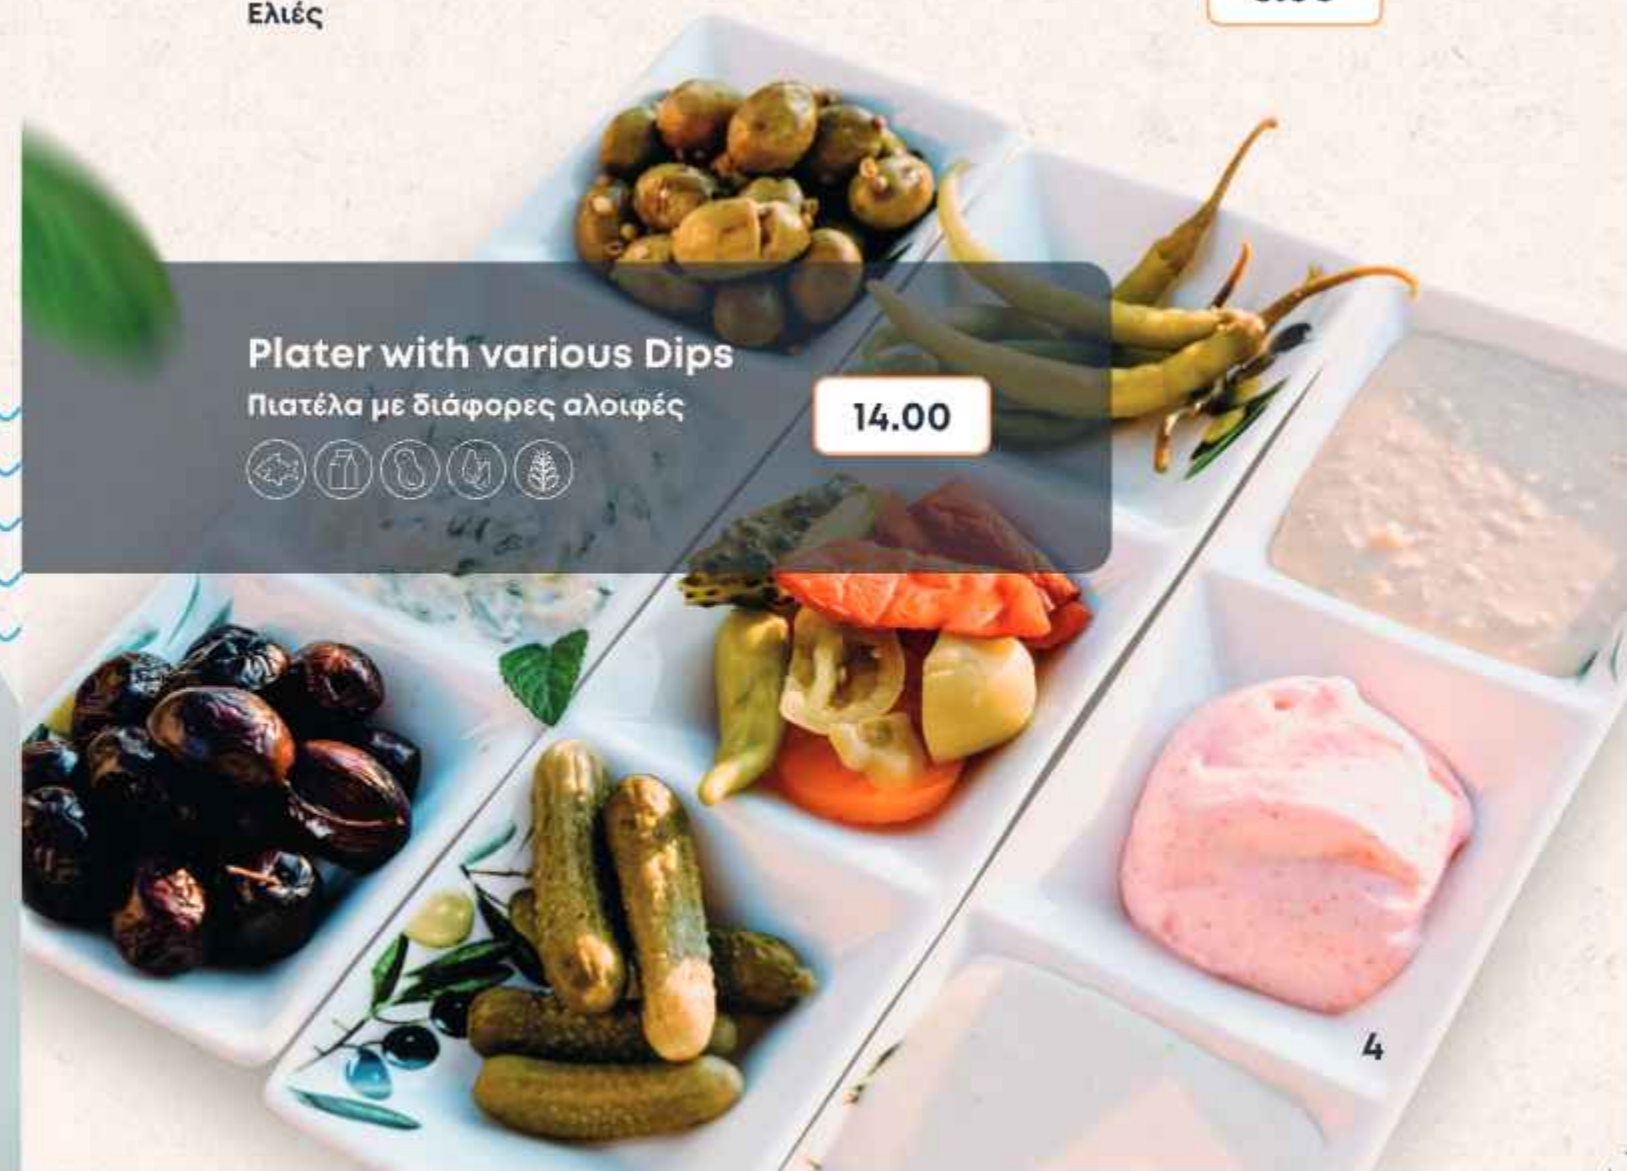 Ελιές
Plater with various Dips
Πιατέλα με διάφορες αλοιφές
14.00
4